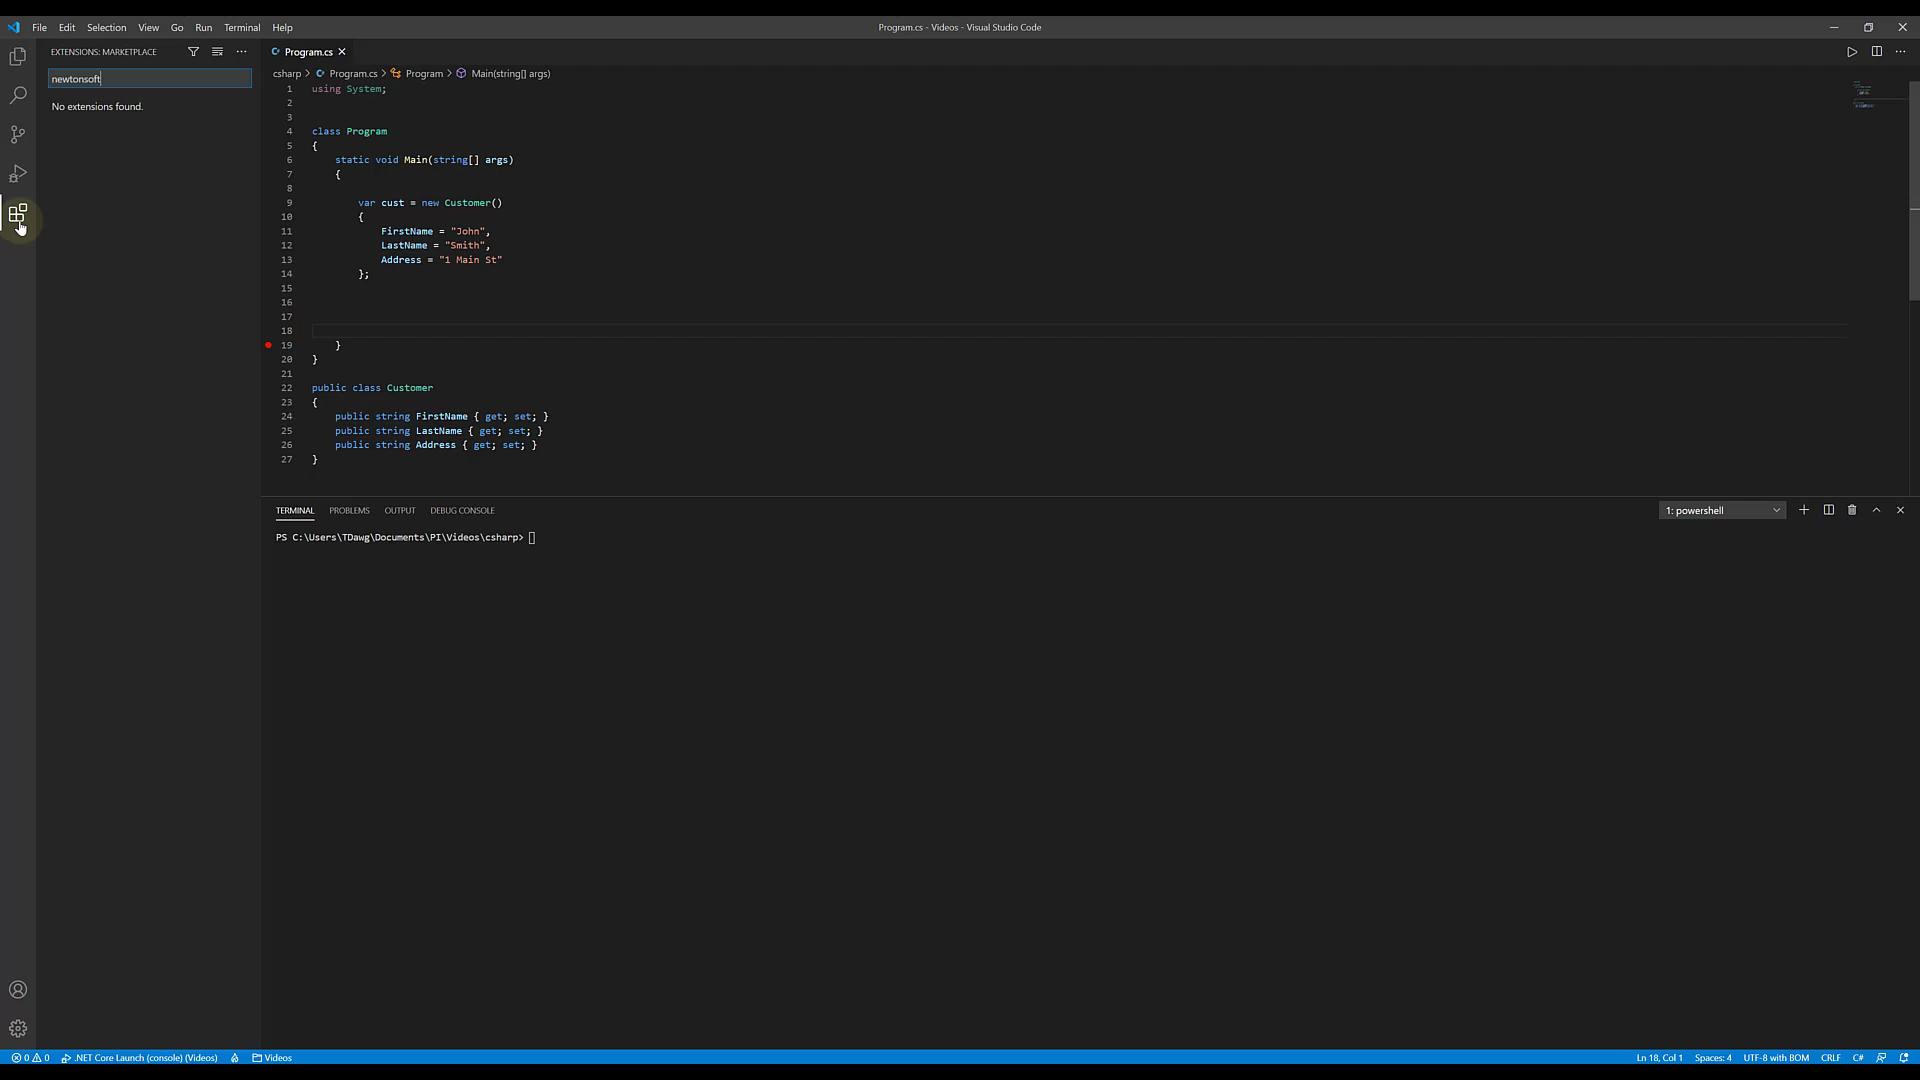 File Edit Selection View Go Run Terminal Help
Program.cs - Videos - Visual Studio Code
EXTENSIONS: MARKETPLACE
newtonsoft
No extensions found.
Program.cs
csharp > Program.cs > Program > Main(string[] args)
1 using System;
2
3
4 class Program
5 {
6     static void Main(string[] args)
7     {
8
9         var cust = new Customer()
10         {
11             FirstName = "John",
12             LastName = "Smith",
13             Address = "1 Main St"
14         };
15
16
17
18
19     }
20 }
21
22 public class Customer
23 {
24     public string FirstName { get; set; }
25     public string LastName { get; set; }
26     public string Address { get; set; }
27 }
TERMINAL PROBLEMS OUTPUT DEBUG CONSOLE
1: powershell
PS C:\Users\TDawg\Documents\PI\Videos\csharp>
0 0 .NET Core Launch (console) (Videos) Videos
Ln 18, Col 1 Spaces: 4 UTF-8 with BOM CRLF C#